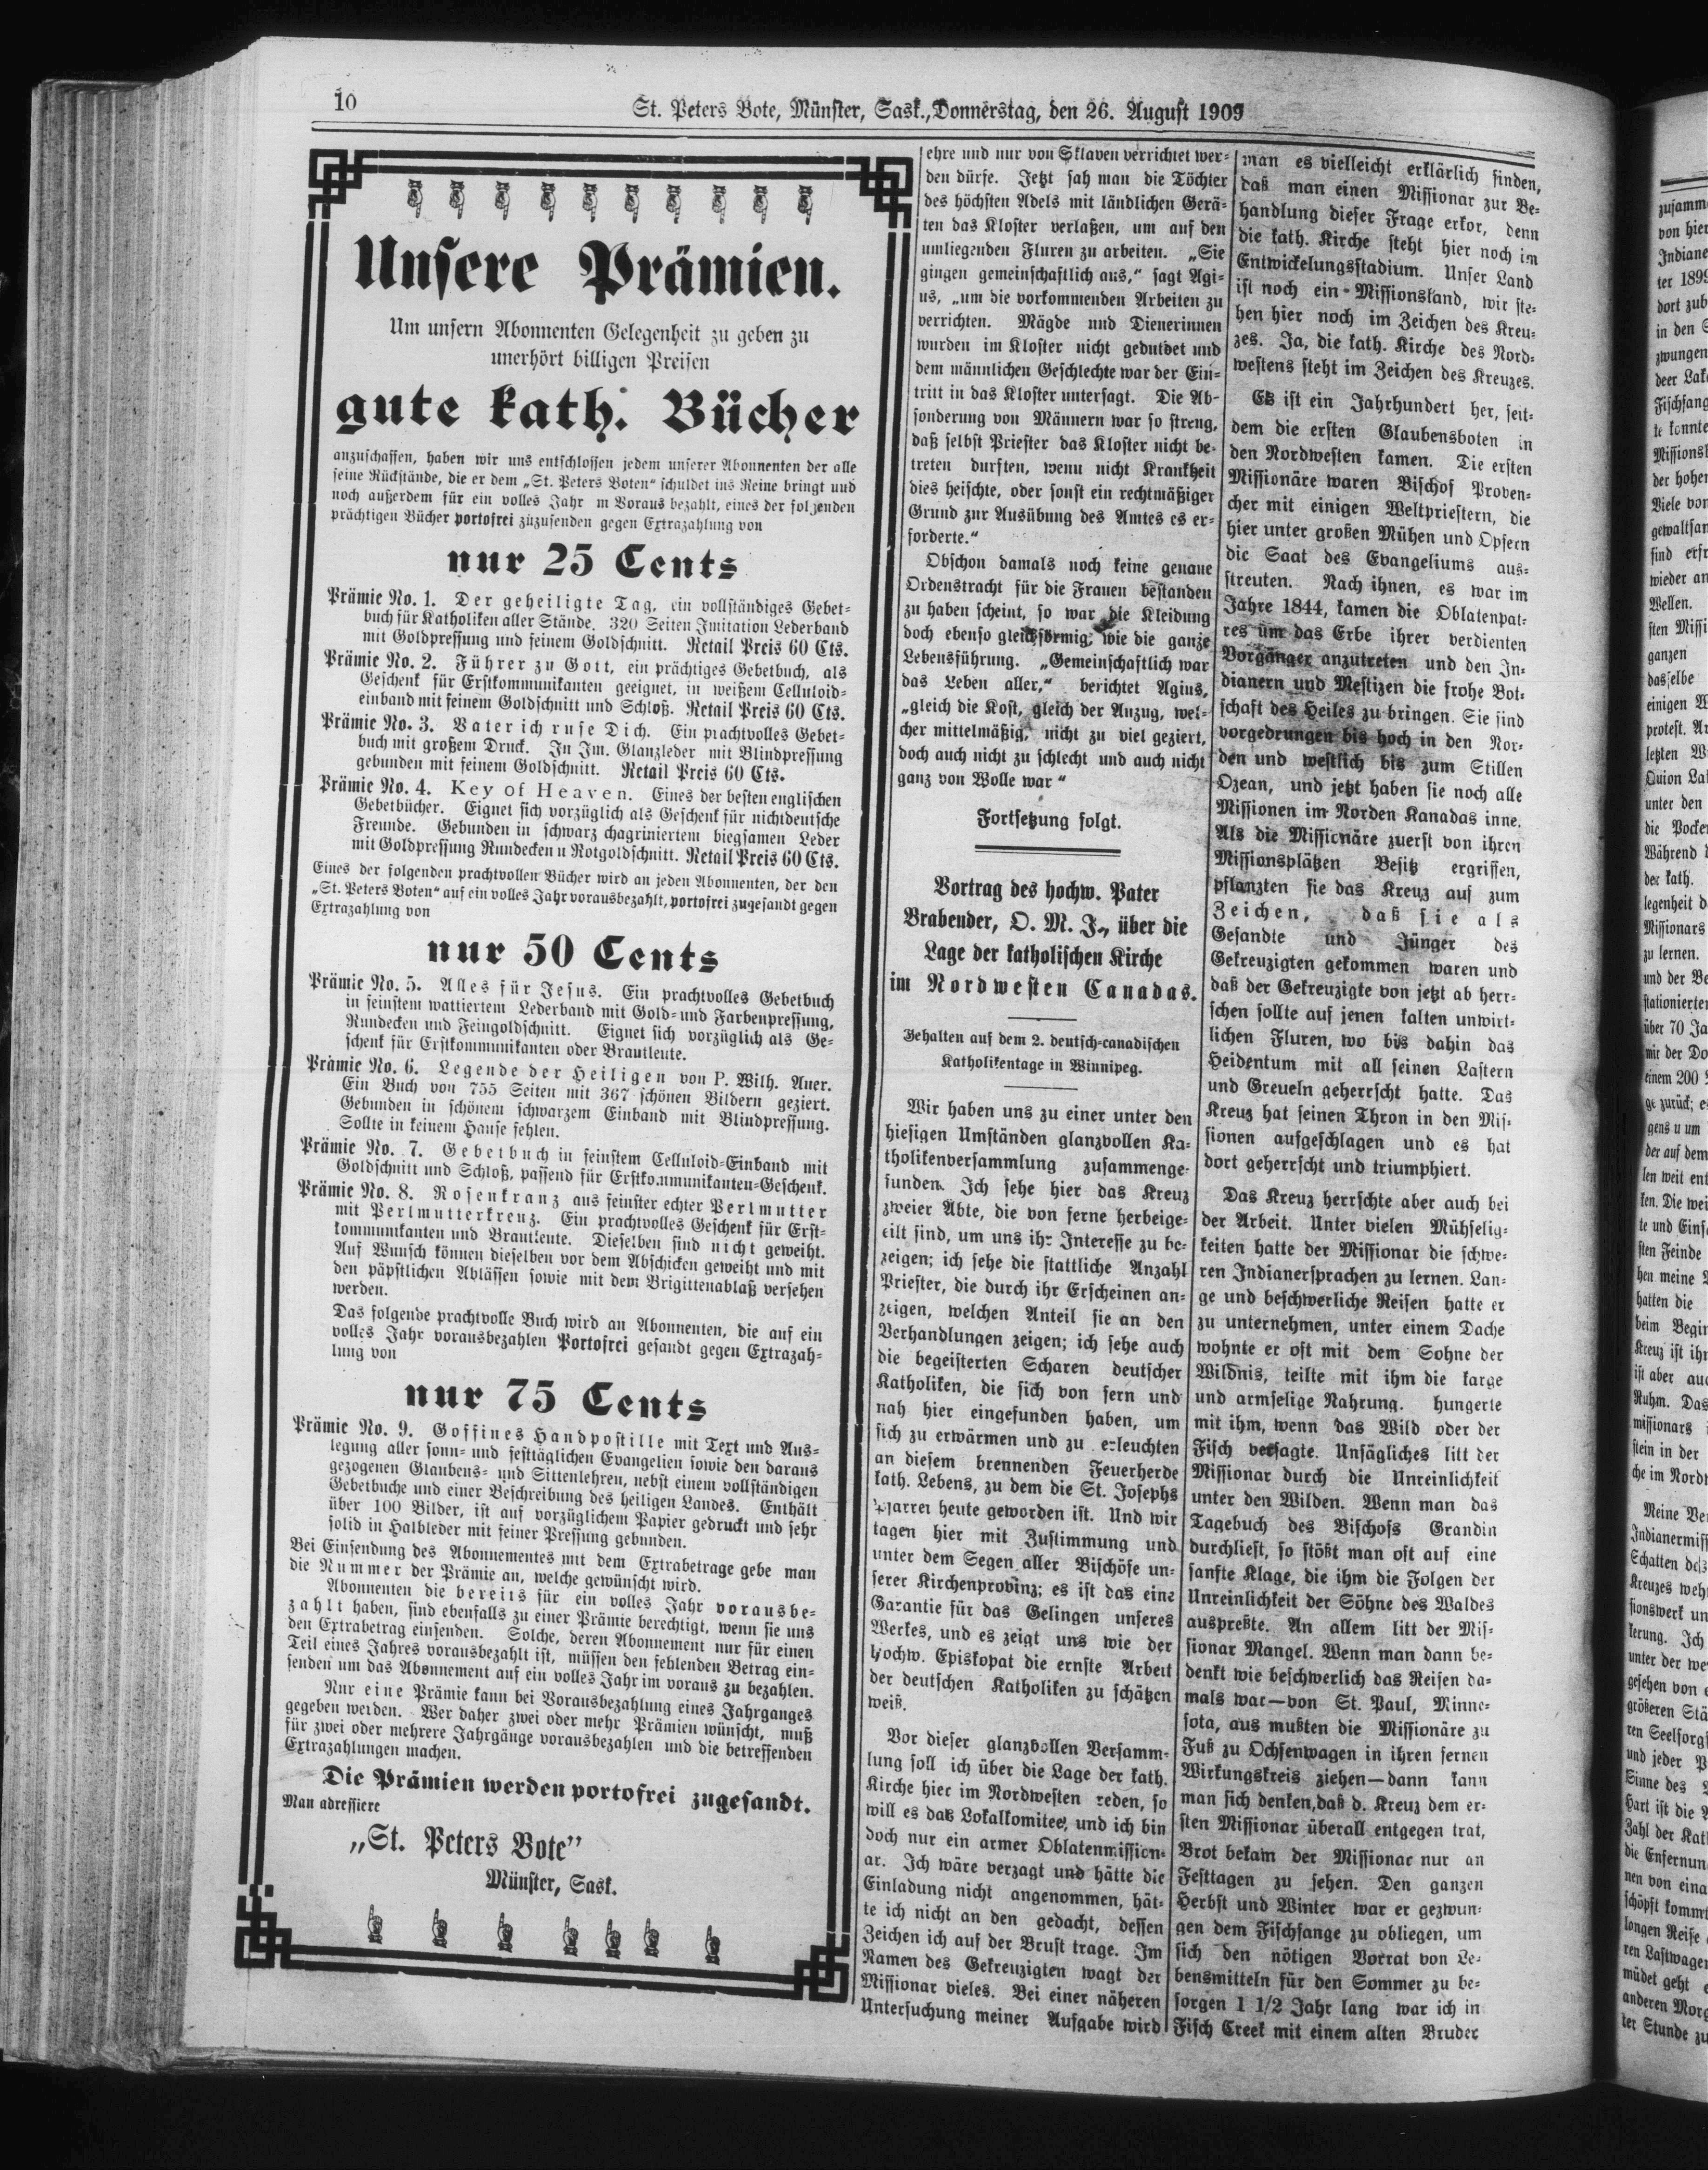 10
St. Peters Bote, Münster, Sask., Donnerstag, den 26. August 1909
Unsere Prämien.
Um unsern Abonnenten Gelegenheit zu geben zu
unerhört billigen Preisen
gute kath. Bücher
anzuschaffen, haben wir uns entschlossen jedem unserer Abonnenten der alle
seine Rückstände, die er dem „St. Peters Boten“ schuldet ins Reine bringt und
noch außerdem für ein volles Jahr m Voraus bezahlt, eines der folgenden
prächtigen Bücher portofrei zuzusenden gegen Extrazahlung von
nur 25 Cents
Prämie No. 1. Der geheiligte Tag, ein vollständiges Gebet-
buch für Katholiken aller Stände. 320 Seiten Imitation Lederband
mit Goldpressung und feinem Goldschnitt. Retail Preis 60 Cts.
Prämie No. 2. Führer zu Gott, ein prächtiges Gebetbuch, als
Geschenk für Erstkommunikanten geeignet, in weißem Celluloid-
einband mit feinem Goldschnitt und Schloß. Retail Preis 60 Cts.
Prämie No. 3. Vater ich rufe Dich. Ein prachtvolles Gebet-
buch mit großem Druck. In Im. Glanzleder mit Blindpressung
gebunden mit feinem Goldschnitt. Retail Preis 60 Cts.
Prämie No. 4. Key of Heaven. Eines der besten englischen
Gebetbücher. Eignet sich vorzüglich als Geschenk für nichtdeutsche
Freunde. Gebunden in schwarz chagriniertem biegsamen Leder
mit Goldpressung Rundecken u Rotgoldschnitt. Retail Preis 60 Cts.
Eines der folgenden prachtvollen Bücher wird an jeden Abonnenten, der den
„St. Peters Boten“ auf ein volles Jahr vorausbezahlt, portofrei zugesandt gegen
Extrazahlung von
nur 50 Cents
Prämie No. 5. Alles für Jesus. Ein prachtvolles Gebetbuch
in feinstem wattiertem Lederband mit Gold- und Farbenpressung,
Rundecken und Feingoldschnitt. Eignet sich vorzüglich als Ge-
schenk für Erstkommunikanten oder Brautleute.
Prämie No. 6. Legende der Heiligen von P. Wilh. Auer.
Ein Buch von 755 Seiten mit 367 schönen Bildern geziert.
Gebunden in schönem schwarzem Einband mit Blindpressung.
Sollte in keinem Hause fehlen.
Prämie No. 7. Gebetbuch in feinstem Celluloid-Einband mit
Goldschnitt und Schloß, passend für Erstkommunikanten-Geschenk.
Prämie No. 8. Rosenkranz aus feinster echter Perlmutter
mit Perlmutterkreuz. Ein prachtvolles Geschenk für Erst-
kommunikanten und Brautleute. Dieselben sind nicht geweiht.
Auf Wunsch können dieselben vor dem Abschicken geweiht und mit
den päpstlichen Ablässen sowie mit dem Brigittenablaß versehen
werden.
Das folgende prachtvolle Buch wird an Abonnenten, die auf ein
volles Jahr vorausbezahlen Portofrei gesandt gegen Extrazah-
lung von
nur 75 Cents
Prämie No. 9. Goffines Handpostille mit Text und Aus-
legung aller sonn- und festtäglichen Evangelien sowie den daraus
gezogenen Glaubens- und Sittenlehren, nebst einem vollständigen
Gebetbuche und einer Beschreibung des heiligen Landes. Enthält
über 100 Bilder, ist auf vorzüglichem Papier gedruckt und sehr
solid in Halbleder mit feiner Pressung gebunden.
Bei Einsendung des Abonnementes mit dem Extrabetrage gebe man
die Nummer der Prämie an, welche gewünscht wird.
Abonnenten die bereits für ein volles Jahr vorausbe-
zahlt haben, sind ebenfalls zu einer Prämie berechtigt, wenn sie uns
den Extrabetrag einsenden. Solche, deren Abonnement nur für einen
Teil eines Jahres vorausbezahlt ist, müssen den fehlenden Betrag ein-
senden um das Abonnement auf ein volles Jahr im voraus zu bezahlen.
Nur eine Prämie kann bei Vorausbezahlung eines Jahrganges
gegeben werden. Wer daher zwei oder mehr Prämien wünscht, muß
für zwei oder mehrere Jahrgänge vorausbezahlen und die betreffenden
Extrazahlungen machen.
Die Prämien werden portofrei zugesandt.
Man adressiere
„St. Peters Bote”
Münster, Sask.
ehre und nur von Sklaven verrichtet wer-
den dürfe. Jetzt sah man die Töchter
des höchsten Adels mit ländlichen Gerä-
ten das Kloster verlaßen, um auf den
umliegenden Fluren zu arbeiten. „Sie
gingen gemeinschaftlich aus,“ sagt Agi-
us, „um die vorkommenden Arbeiten zu
verrichten. Mägde und Dienerinnen
wurden im Kloster nicht geduldet und
dem männlichen Geschlechte war der Ein-
tritt in das Kloster untersagt. Die Ab-
sonderung von Männern war so streng,
daß selbst Priester das Kloster nicht be-
treten durften, wenn nicht Krankheit
dies heischte, oder sonst ein rechtmäßiger
Grund zur Ausübung des Amtes es er-
forderte.“
Obschon damals noch keine genaue
Ordenstracht für die Frauen bestanden
zu haben scheint, so war die Kleidung
doch ebenso gleichförmig, wie die ganze
Lebensführung. „Gemeinschaftlich war
das Leben aller,“ berichtet Agius,
„gleich die Kost, gleich der Anzug, wel-
cher mittelmäßig, nicht zu viel geziert,
doch auch nicht zu schlecht und auch nicht
ganz von Wolle war “
Fortsetzung folgt.
Vortrag des hochw. Pater
Brabender, O. M. J., über die
Lage der katholischen Kirche
im Nordwesten Canadas.
Gehalten auf dem 2. deutsch-canadischen
Katholikentage in Winnipeg.
Wir haben uns zu einer unter den
hiesigen Umständen glanzvollen Ka-
tholikenversammlung zusammenge-
funden. Ich sehe hier das Kreuz
zweier Äbte, die von ferne herbeige-
eilt sind, um uns ihr Interesse zu be-
zeigen; ich sehe die stattliche Anzahl
Priester, die durch ihr Erscheinen an-
zeigen, welchen Anteil sie an den
Verhandlungen zeigen; ich sehe auch
die begeisterten Scharen deutscher
Katholiken, die sich von fern und
nah hier eingefunden haben, um
sich zu erwärmen und zu erleuchten
an diesem brennenden Feuerherde
kath. Lebens, zu dem die St. Josephs
Pfarrei heute geworden ist. Und wir
tagen hier mit Zustimmung und
unter dem Segen aller Bischöfe un-
serer Kirchenprovinz; es ist das eine
Garantie für das Gelingen unseres
Werkes, und es zeigt uns wie der
hochw. Episkopat die ernste Arbeit
der deutschen Katholiken zu schätzen
weiß.
Vor dieser glanzvollen Versamm-
lung soll ich über die Lage der kath.
Kirche hier im Nordwesten reden, so
will es das Lokalkomitee, und ich bin
doch nur ein armer Oblatenmission-
ar. Ich wäre verzagt und hätte die
Einladung nicht angenommen, hät-
te ich nicht an den gedacht, dessen
Zeichen ich auf der Brust trage. Im
Namen des Gekreuzigten wagt der
Missionar vieles. Bei einer näheren
Untersuchung meiner Aufgabe wird
man es vielleicht erklärlich finden,
daß man einen Missionar zur Be-
handlung dieser Frage erkor, denn
die kath. Kirche steht hier noch im
Entwickelungsstadium. Unser Land
ist noch ein Missionsland, wir ste-
hen hier noch im Zeichen des Kreu-
zes. Ja, die kath. Kirche des Nord-
westens steht im Zeichen des Kreuzes.
Es ist ein Jahrhundert her, seit-
dem die ersten Glaubensboten in
den Nordwesten kamen. Die ersten
Missionäre waren Bischof Proven-
cher mit einigen Weltpriestern, die
hier unter großen Mühen und Opfern
die Saat des Evangeliums aus-
streuten. Nach ihnen, es war im
Jahre 1844, kamen die Oblatenpat-
res um das Erbe ihrer verdienten
Vorgänger anzutreten und den In-
dianern und Mestizen die frohe Bot-
schaft des Heiles zu bringen. Sie sind
vorgedrungen bis hoch in den Nor-
den und westlich bis zum Stillen
Ozean, und jetzt haben sie noch alle
Missionen im Norden Kanadas inne.
Als die Missionäre zuerst von ihren
Missionsplätzen Besitz ergriffen,
pflanzten sie das Kreuz auf zum
Zeichen, daß sie als
Gesandte und Jünger des
Gekreuzigten gekommen waren und
daß der Gekreuzigte von jetzt ab herr-
schen sollte auf jenen kalten unwirt-
lichen Fluren, wo bis dahin das
Heidentum mit all seinen Lastern
und Greueln geherrscht hatte. Das
Kreuz hat seinen Thron in den Mis-
sionen aufgeschlagen und es hat
dort geherrscht und triumphiert.
Das Kreuz herrschte aber auch bei
der Arbeit. Unter vielen Mühselig-
keiten hatte der Missionar die schwe-
ren Indianersprachen zu lernen. Lan-
ge und beschwerliche Reisen hatte er
zu unternehmen, unter einem Dache
wohnte er oft mit dem Sohne der
Wildnis, teilte mit ihm die karge
und armselige Nahrung. hungerte
mit ihm, wenn das Wild oder der
Fisch versagte. Unsägliches litt der
Missionar durch die Unreinlichkeit
unter den Wilden. Wenn man das
Tagebuch des Bischofs Grandin
durchliest, so stößt man oft auf eine
sanfte Klage, die ihm die Folgen der
Unreinlichkeit der Söhne des Waldes
auspreßte. An allem litt der Mis-
sionar Mangel. Wenn man dann be-
denkt wie beschwerlich das Reisen da-
mals war—von St. Paul, Minne-
sota, aus mußten die Missionäre zu
Fuß zu Ochsenwagen in ihren fernen
Wirkungskreis ziehen—dann kann
man sich denken, daß d. Kreuz dem er-
sten Missionar überall entgegen trat,
Brot bekam der Missionar nur an
Festtagen zu sehen. Den ganzen
Herbst und Winter war er gezwun-
gen dem Fischfange zu obliegen, um
sich den nötigen Vorrat von Le-
bensmitteln für den Sommer zu be-
sorgen 1 1/2 Jahr lang war ich in
Fisch Creek mit einem alten Bruder